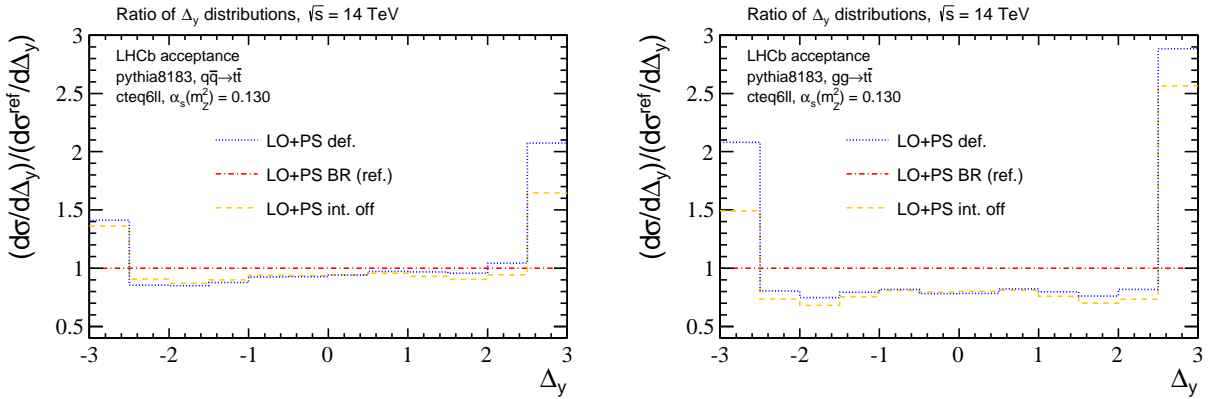 Ratio of Δy distributions, √s = 14 TeV
(dσ/dΔy)/(dσ^ref/dΔy)
3
2.5
2
1.5
1
0.5
LHCb acceptance
pythia8183, qq̅→tt̅
cteq6ll, αs(m²Z) = 0.130
LO+PS def.
LO+PS BR (ref.)
LO+PS int. off
-3 -2 -1 0 1 2 3
Δy
Ratio of Δy distributions, √s = 14 TeV
(dσ/dΔy)/(dσ^ref/dΔy)
3
2.5
2
1.5
1
0.5
LHCb acceptance
pythia8183, gg→tt̅
cteq6ll, αs(m²Z) = 0.130
LO+PS def.
LO+PS BR (ref.)
LO+PS int. off
-3 -2 -1 0 1 2 3
Δy